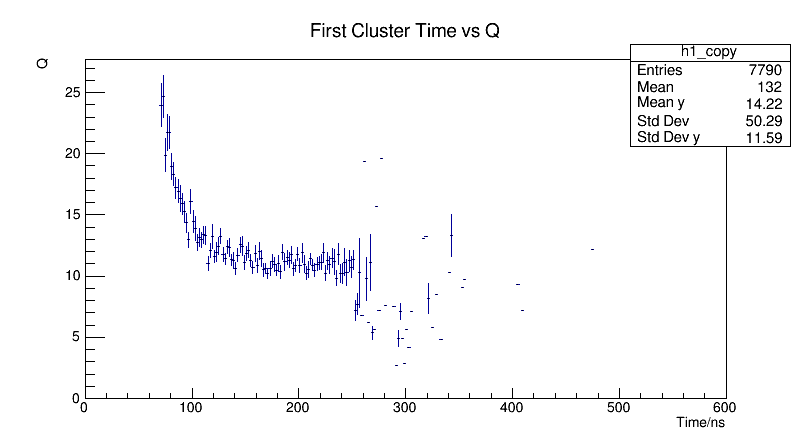 First Cluster Time vs Q
h1_copy
Entries 7790
Mean 132
Mean y 14.22
Std Dev 50.29
Std Dev y 11.59
Q
25
20
15
10
5
0
0 100 200 300 400 500 600
Time/ns